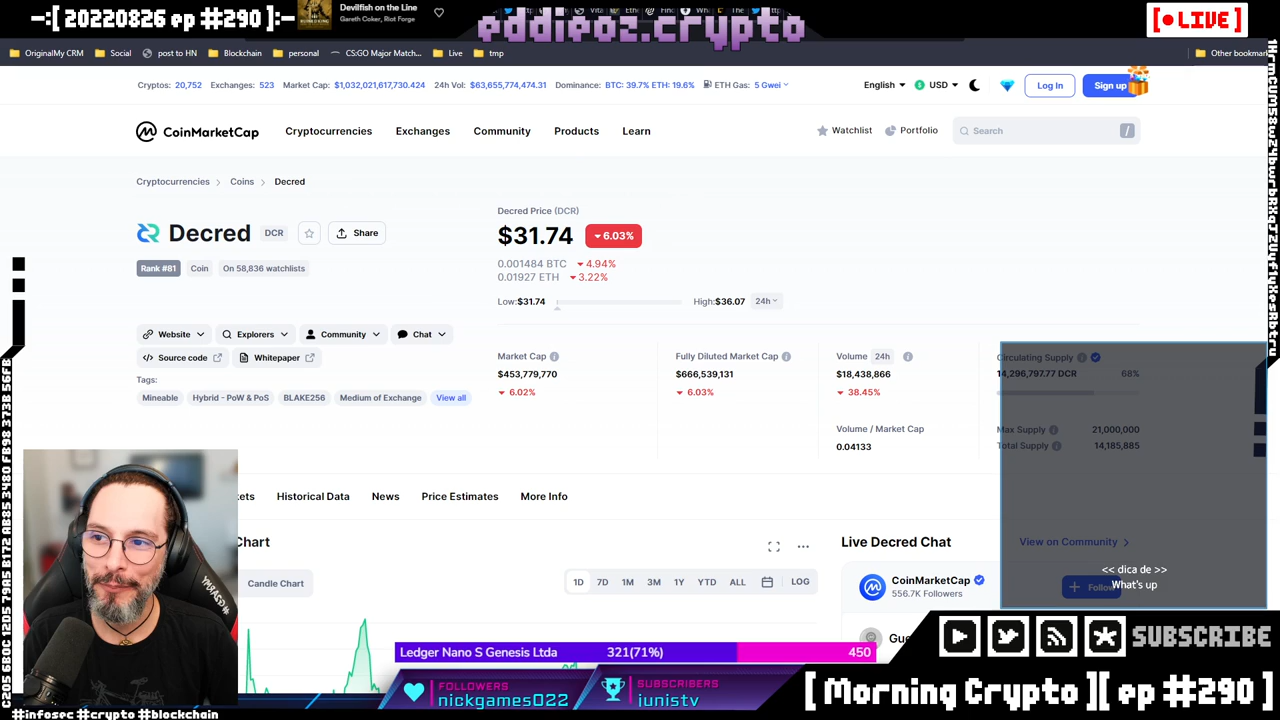 ~[ 20220826 ep #290 ]:~
Devilfish on the Line
Gareth Coker, Riot Forge
eddieoz.crypto
[ LIVE ]
OriginalMy CRM Social post to HN Blockchain personal CS:GO Major Match... Live tmp Other bookmar
Cryptos: 20,752 Exchanges: 523 Market Cap: $1,032,021,617,730.424 24h Vol: $63,655,774,474.31 Dominance: BTC: 39.7% ETH: 19.6% ETH Gas: 5 Gwei English USD Log In Sign up
CoinMarketCap Cryptocurrencies Exchanges Community Products Learn Watchlist Portfolio Search /
Cryptocurrencies > Coins > Decred
Decred DCR Share
Rank #81 Coin On 58,836 watchlists
Website Explorers Community Chat
Source code Whitepaper
Tags:
Mineable Hybrid - PoW & PoS BLAKE256 Medium of Exchange View all
Decred Price (DCR)
$31.74 6.03%
0.001484 BTC 4.94%
0.01927 ETH 3.22%
Low:$31.74 High:$36.07 24h
Market Cap
$453,779,770
6.02%
Fully Diluted Market Cap
$666,539,131
6.03%
Volume 24h
$18,438,866
38.45%
Volume / Market Cap
0.04133
Circulating Supply
14,296,797.77 DCR 68%
Max Supply 21,000,000
Total Supply 14,185,885
ets Historical Data News Price Estimates More Info
Chart
Candle Chart
1D 7D 1M 3M 1Y YTD ALL LOG
Live Decred Chat
View on Community >
CoinMarketCap
556.7K Followers
+ Follow
<< dica de >>
What's up
Gue
Ledger Nano S Genesis Ltda 321(71%) 450
FOLLOWERS
nickgames022
SUBSCRIBERS
iunistv
SUBSCRIBE
[ Morning Crypto ][ ep #290 ]
#infosec #crypto #blockchain